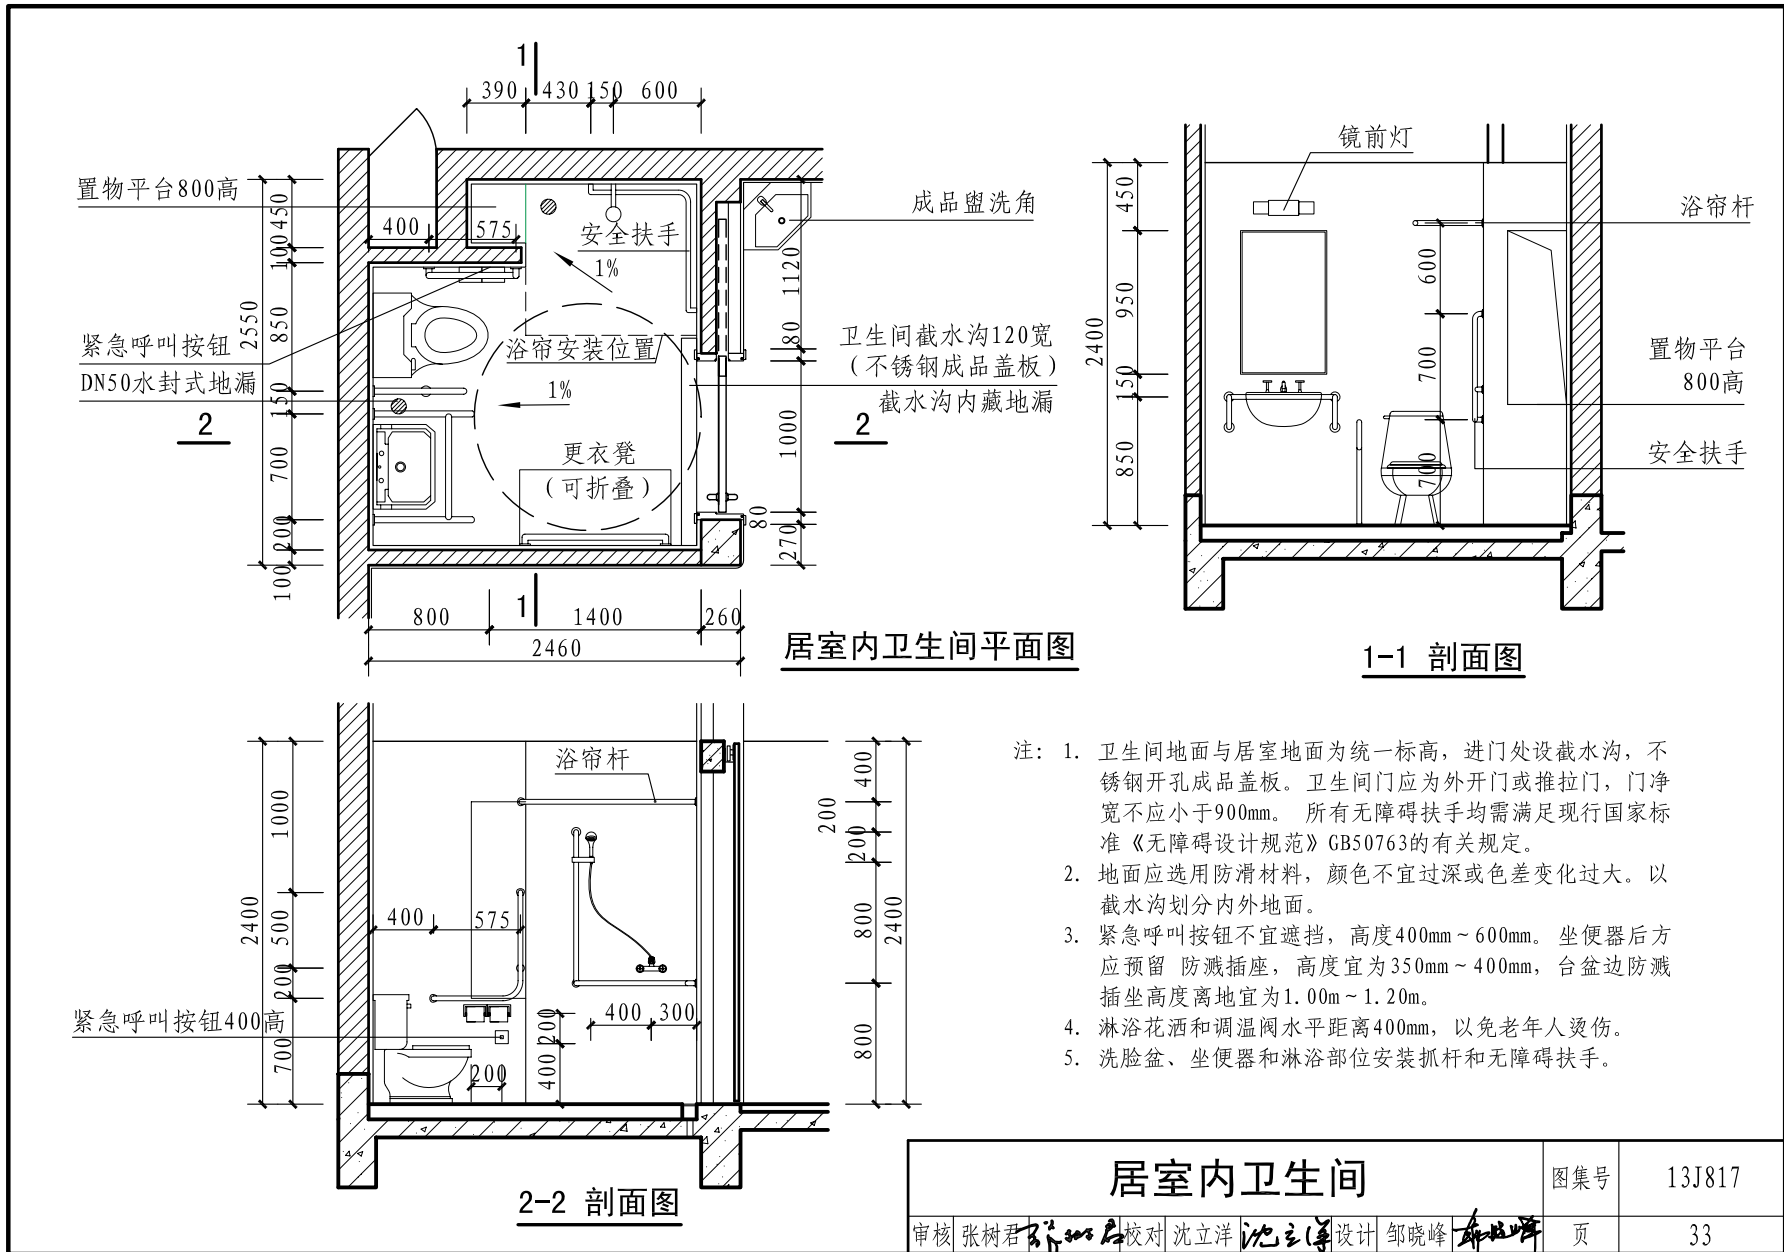 1
390 430 150 600
置物平台800高
400
575
安全扶手
1%
成品盥洗角
2550
450
100
850
150
700
200
100
1120
80
1000
80
270
紧急呼叫按钮
DN50水封式地漏
浴帘安装位置
1%
卫生间截水沟120宽
（不锈钢成品盖板）
截水沟内藏地漏
2
2
更衣凳
（可折叠）
1
800 1400 260
2460
居室内卫生间平面图
镜前灯
浴帘杆
2400
450
950
150
850
600
700
700
置物平台
800高
安全扶手
1-1 剖面图
浴帘杆
2400
1000
500
200
700
400
575
紧急呼叫按钮400高
200
400
200
400
300
200
400
200
800
800
2400
2-2 剖面图
注： 1. 卫生间地面与居室地面为统一标高，进门处设截水沟，不
锈钢开孔成品盖板。卫生间门应为外开门或推拉门，门净
宽不应小于900mm。 所有无障碍扶手均需满足现行国家标
准《无障碍设计规范》GB50763的有关规定。
2. 地面应选用防滑材料，颜色不宜过深或色差变化过大。以
截水沟划分内外地面。
3. 紧急呼叫按钮不宜遮挡，高度400mm～600mm。 坐便器后方
应预留 防溅插座，高度宜为350mm～400mm，台盆边防溅
插坐高度离地宜为1.00m～1.20m。
4. 淋浴花洒和调温阀水平距离400mm，以免老年人烫伤。
5. 洗脸盆、坐便器和淋浴部位安装抓杆和无障碍扶手。
居室内卫生间 图集号 13J817
审核 张树君 校对 沈立洋 沈立洋 设计 邹晓峰 页 33